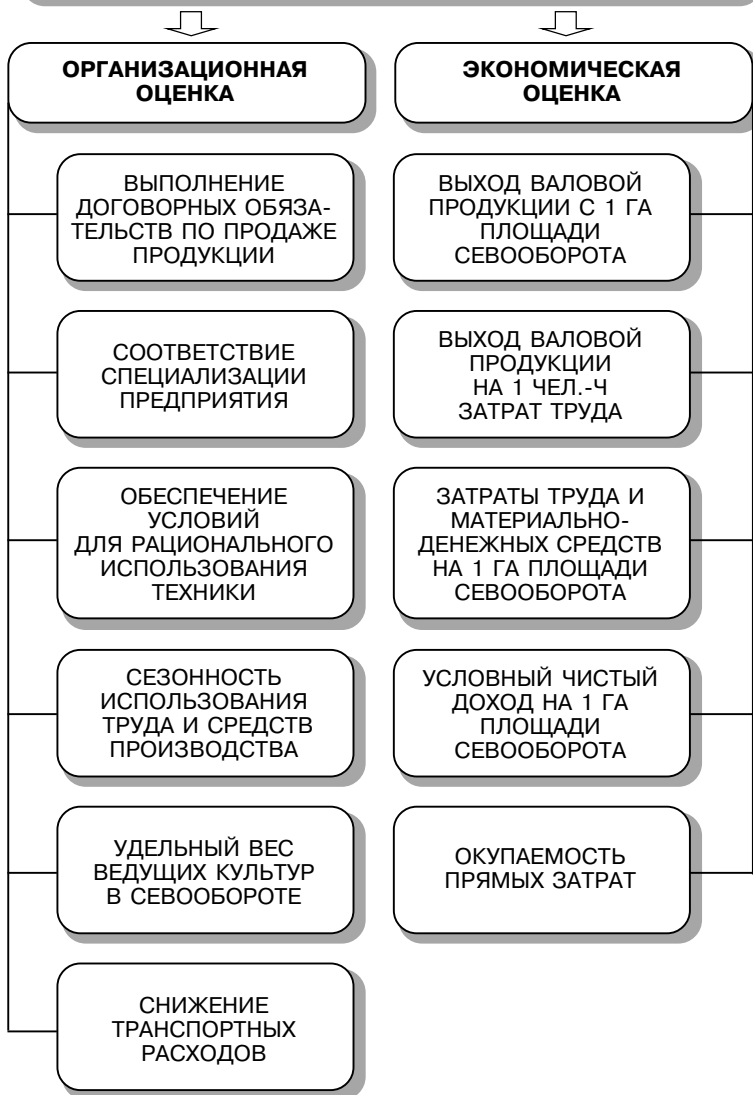 ОРГАНИЗАЦИОННАЯ
ОЦЕНКА
ВЫПОЛНЕНИЕ
ДОГОВОРНЫХ ОБЯЗА-
ТЕЛЬСТВ ПО ПРОДАЖЕ
ПРОДУКЦИИ
СООТВЕТСТВИЕ
СПЕЦИАЛИЗАЦИИ
ПРЕДПРИЯТИЯ
ОБЕСПЕЧЕНИЕ
УСЛОВИЙ
ДЛЯ РАЦИОНАЛЬНОГО
ИСПОЛЬЗОВАНИЯ
ТЕХНИКИ
СЕЗОННОСТЬ
ИСПОЛЬЗОВАНИЯ
ТРУДА И СРЕДСТВ
ПРОИЗВОДСТВА
УДЕЛЬНЫЙ ВЕС
ВЕДУЩИХ КУЛЬТУР
В СЕВООБОРОТЕ
СНИЖЕНИЕ
ТРАНСПОРТНЫХ
РАСХОДОВ
ЭКОНОМИЧЕСКАЯ
ОЦЕНКА
ВЫХОД ВАЛОВОЙ
ПРОДУКЦИИ С 1 ГА
ПЛОЩАДИ
СЕВООБОРОТА
ВЫХОД ВАЛОВОЙ
ПРОДУКЦИИ
НА 1 ЧЕЛ.-Ч
ЗАТРАТ ТРУДА
ЗАТРАТЫ ТРУДА И
МАТЕРИАЛЬНО-
ДЕНЕЖНЫХ СРЕДСТВ
НА 1 ГА ПЛОЩАДИ
СЕВООБОРОТА
УСЛОВНЫЙ ЧИСТЫЙ
ДОХОД НА 1 ГА
ПЛОЩАДИ
СЕВООБОРОТА
ОКУПАЕМОСТЬ
ПРЯМЫХ ЗАТРАТ